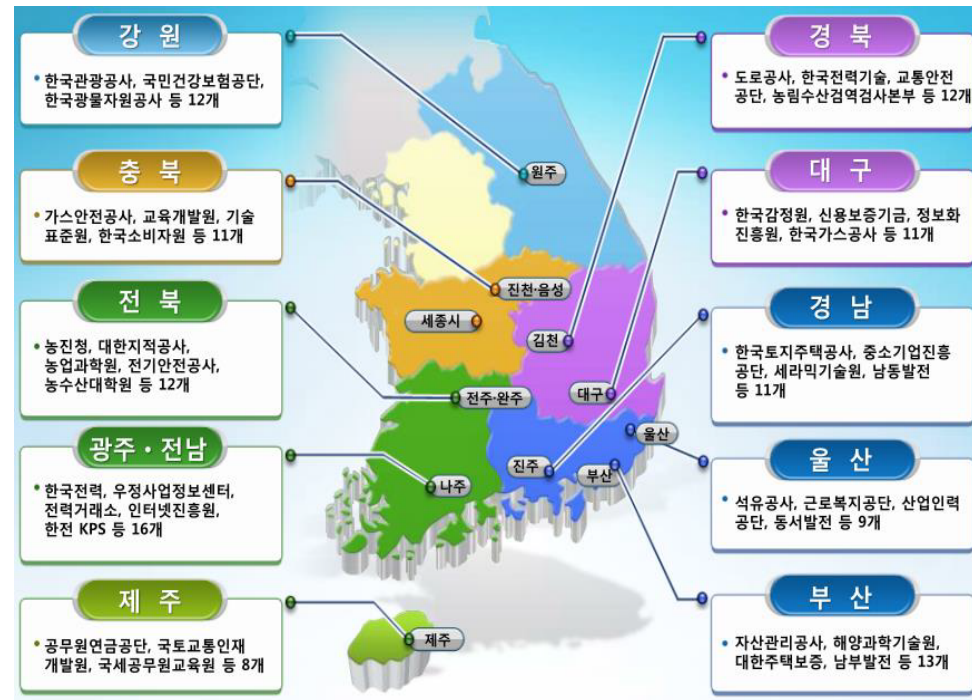 강 원
• 한국관광공사, 국민건강보험공단,
한국광물자원공사 등 12개
충 북
• 가스안전공사, 교육개발원, 기술
표준원, 한국소비자원 등 11개
전 북
• 농진청, 대한지적공사,
농업과학원, 전기안전공사,
농수산대학원 등 12개
광주・전남
• 한국전력, 우정사업정보센터,
전력거래소, 인터넷진흥원,
한전 KPS 등 16개
제 주
• 공무원연금공단, 국토교통인재
개발원, 국세공무원교육원 등 8개
원주
진천·음성
세종시
김천
전주·완주
대구
울산
진주
부산
나주
제주
경 북
• 도로공사, 한국전력기술, 교통안전
공단, 농림수산검역검사본부 등 12개
대 구
• 한국감정원, 신용보증기금, 정보화
진흥원, 한국가스공사 등 11개
경 남
• 한국토지주택공사, 중소기업진흥
공단, 세라믹기술원, 남동발전
등 11개
울 산
• 석유공사, 근로복지공단, 산업인력
공단, 동서발전 등 9개
부 산
• 자산관리공사, 해양과학기술원,
대한주택보증, 남부발전 등 13개